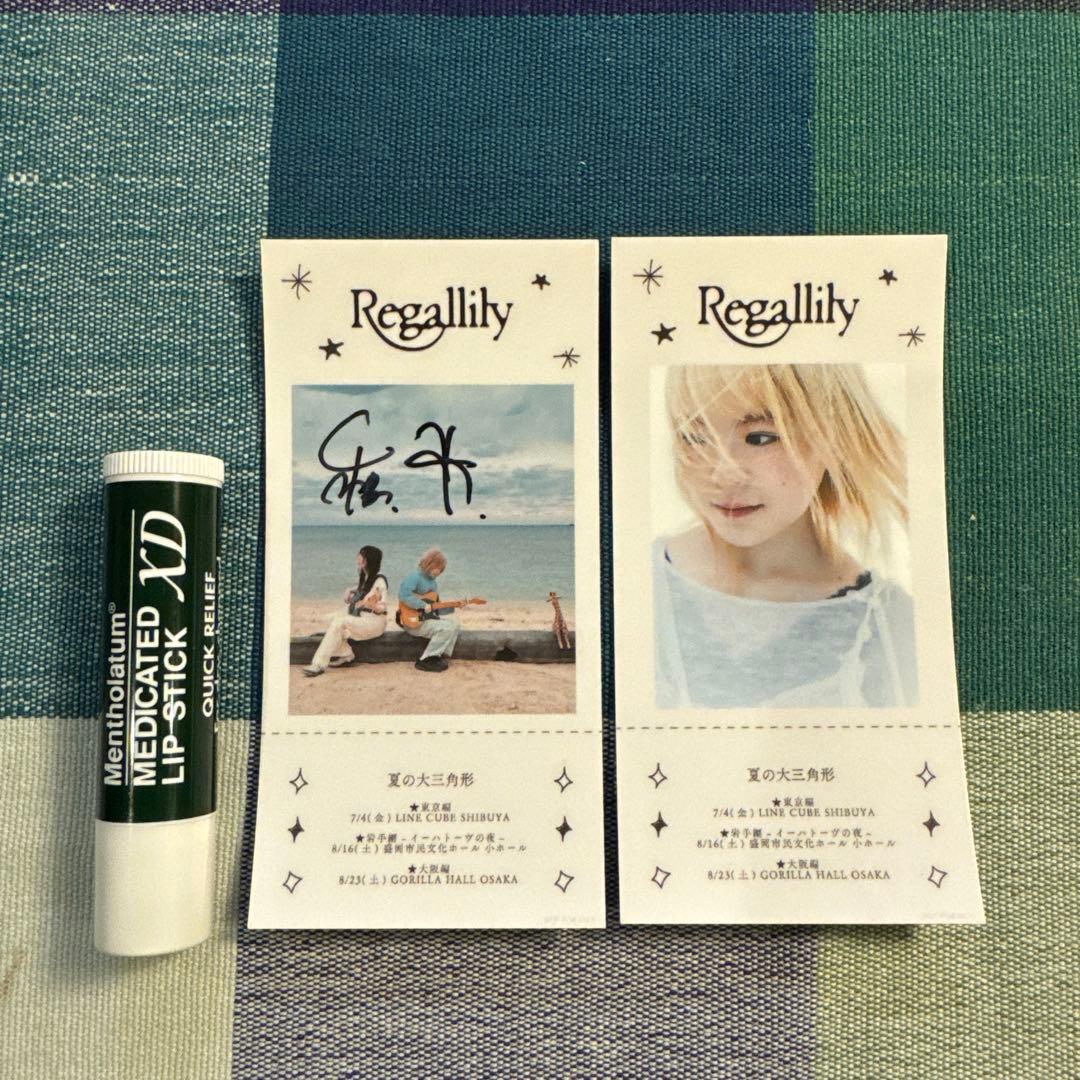 Mentholatum®
MEDICATED
LIP STICK XD
QUICK RELIEF
Regallily
夏の大三角形
★東京編
7/4(金) LINE CUBE SHIBUYA
★岩手編 - イーハトーヴの夜 -
8/16(土) 盛岡市民文化ホール 小ホール
★大阪編
8/23(土) GORILLA HALL OSAKA
Regallily
夏の大三角形
★東京編
7/4(金) LINE CUBE SHIBUYA
★岩手編 - イーハトーヴの夜 -
8/16(土) 盛岡市民文化ホール 小ホール
★大阪編
8/23(土) GORILLA HALL OSAKA